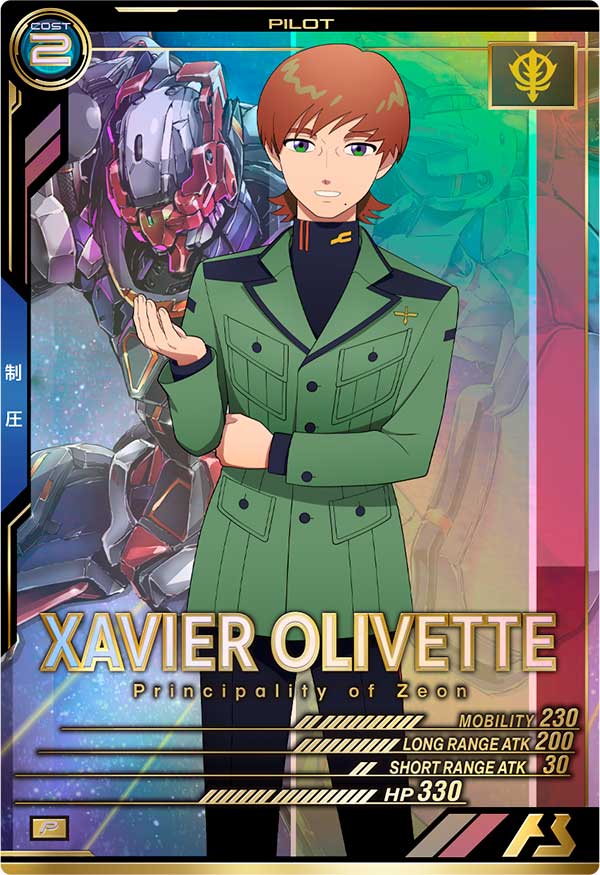 PILOT
COST
2
制圧
XAVIER OLIVETTE
Principality of Zeon
MOBILITY 230
LONG RANGE ATK 200
SHORT RANGE ATK 30
HP 330
P